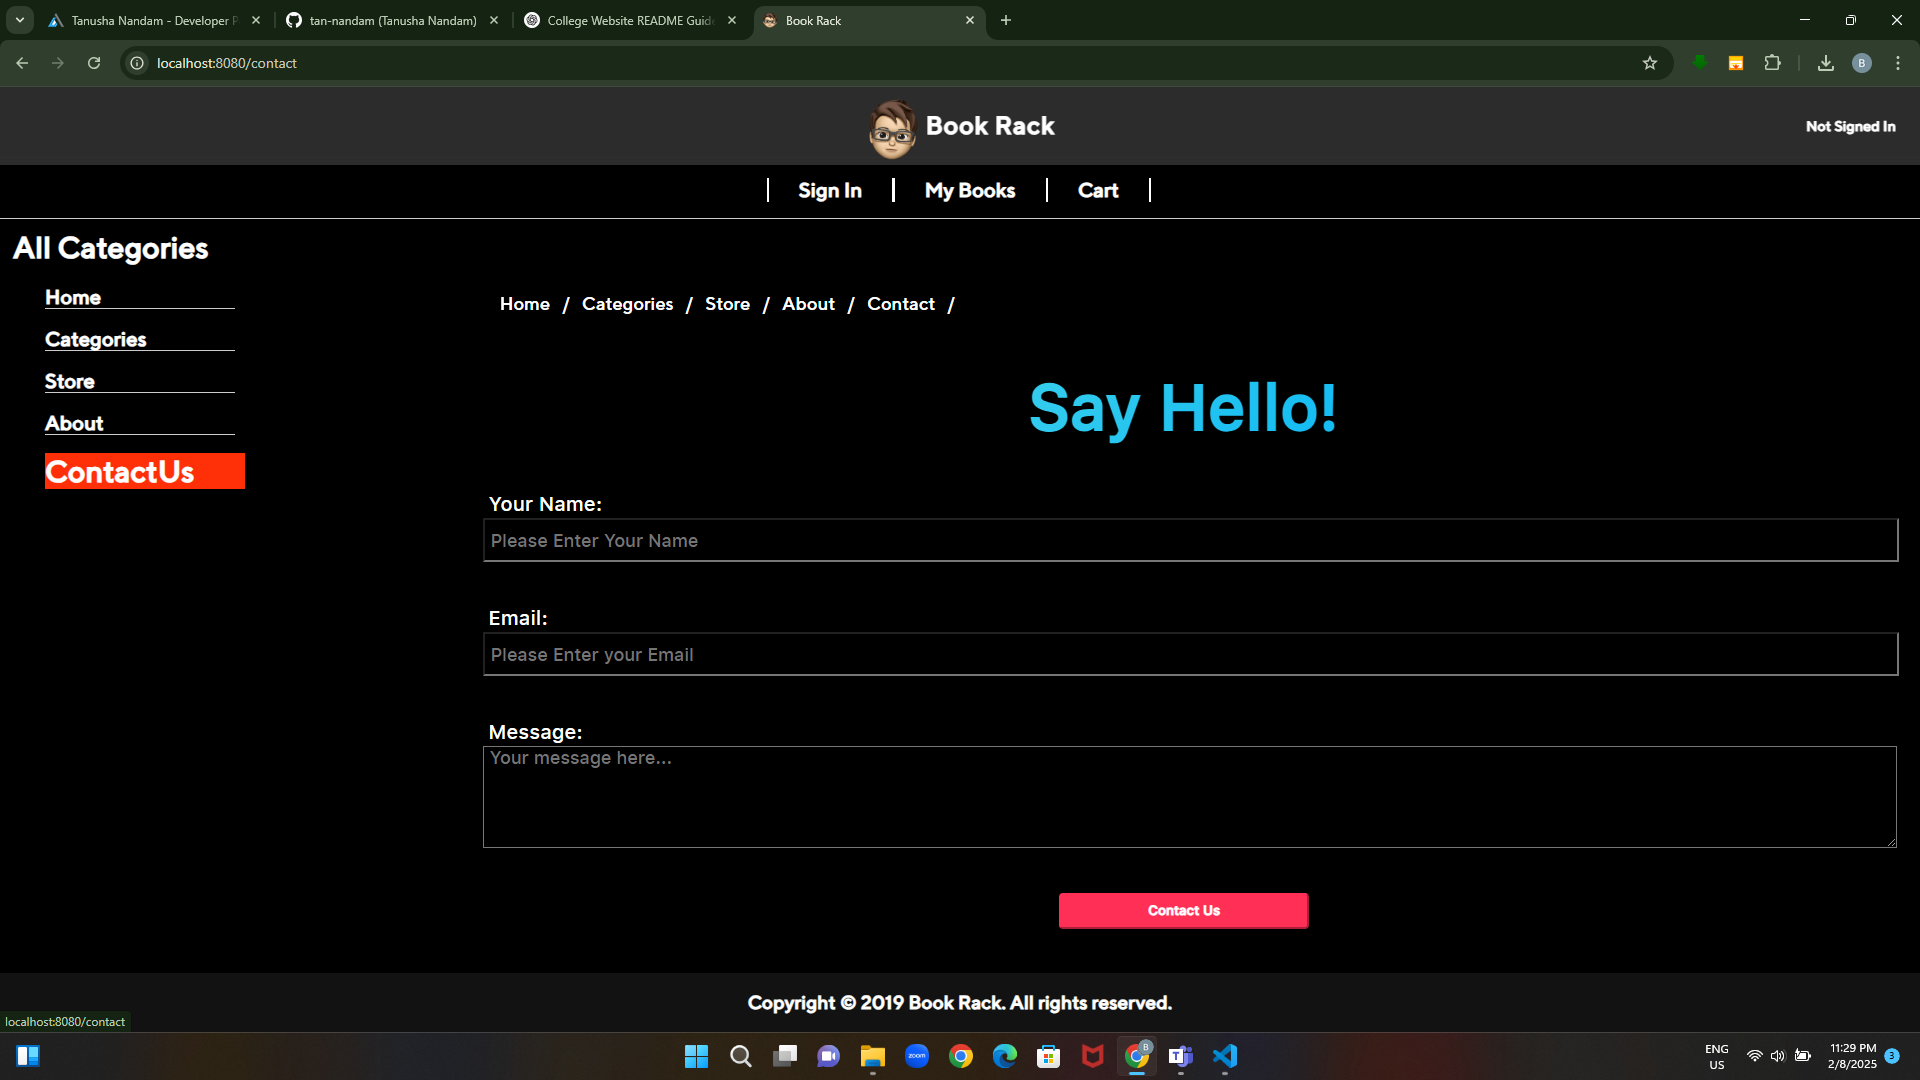 Tanusha Nandam - Developer P
tan-nandam (Tanusha Nandam)
College Website README Guide
Book Rack
localhost:8080/contact
B
Book Rack
Not Signed In
Sign In
My Books
Cart
All Categories
Home
Categories
Store
About
ContactUs
Home / Categories / Store / About / Contact /
Say Hello!
Your Name:
Please Enter Your Name
Email:
Please Enter your Email
Message:
Your message here...
Contact Us
Copyright © 2019 Book Rack. All rights reserved.
localhost:8080/contact
zoom
B
T
ENG
US
11:29 PM
2/8/2025
3